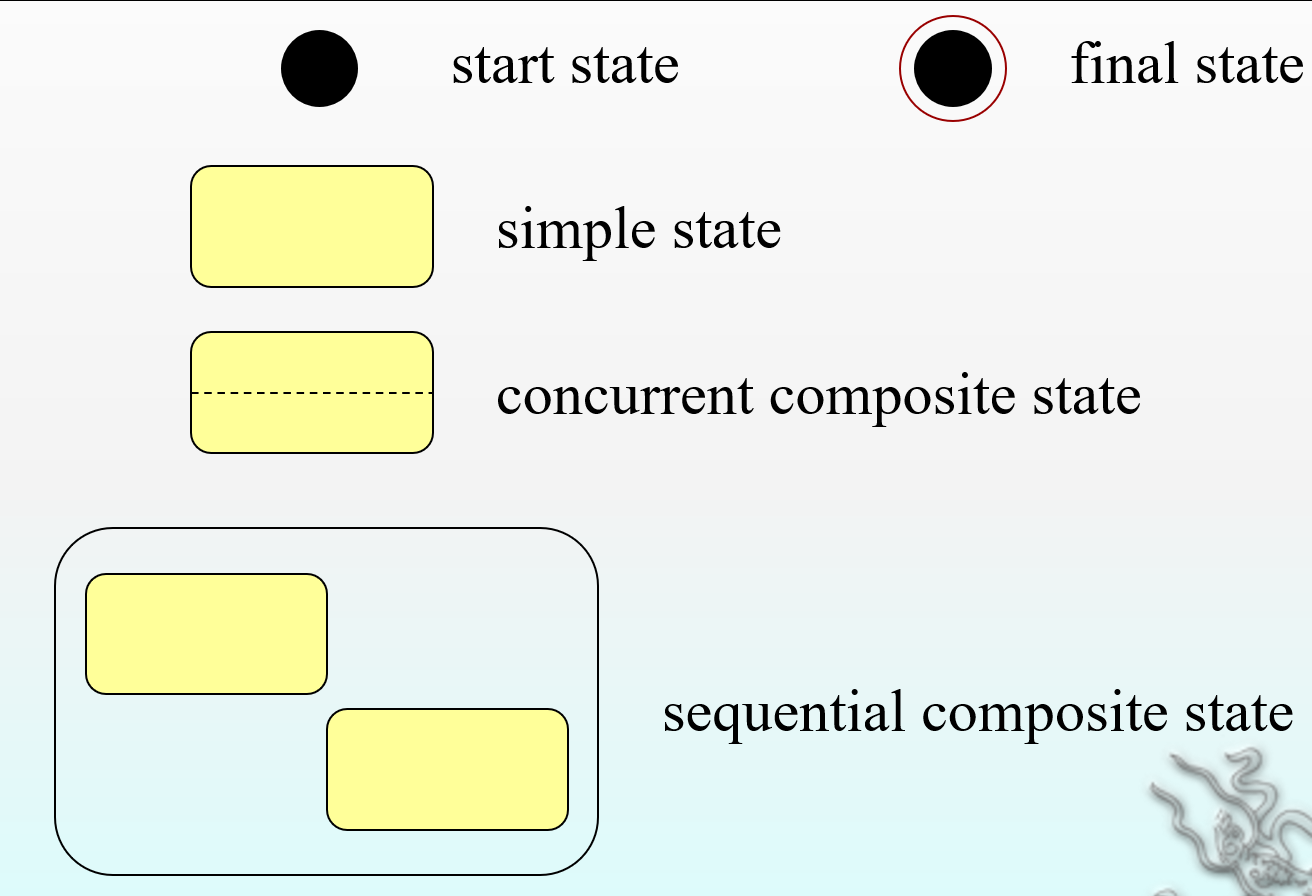 start state
final state
simple state
concurrent composite state
sequential composite state